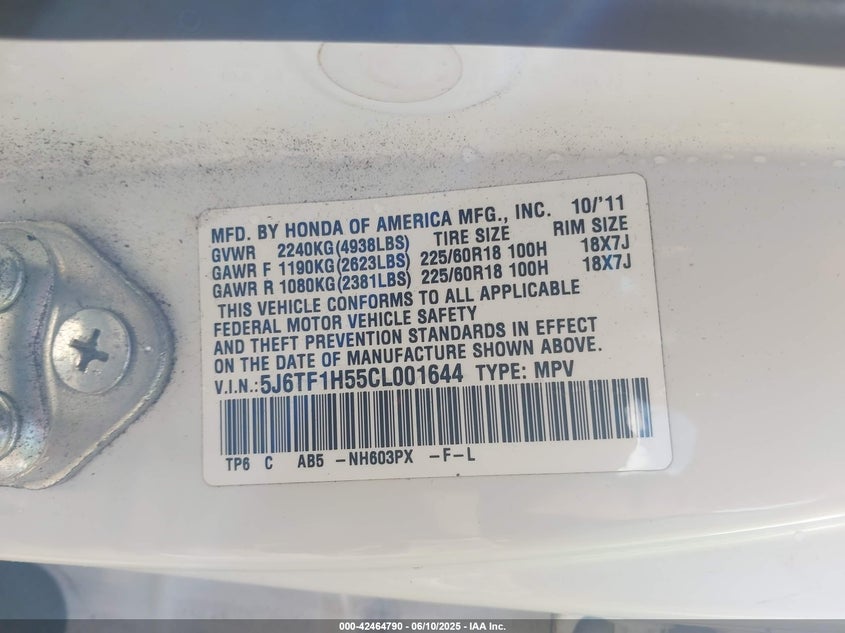 MFD. BY HONDA OF AMERICA MFG., INC. 10/'11
GVWR 2240KG(4938LBS) TIRE SIZE RIM SIZE
GAWR F 1190KG(2623LBS) 225/60R18 100H 18X7J
GAWR R 1080KG(2381LBS) 225/60R18 100H 18X7J
THIS VEHICLE CONFORMS TO ALL APPLICABLE
FEDERAL MOTOR VEHICLE SAFETY
AND THEFT PREVENTION STANDARDS IN EFFECT
ON THE DATE OF MANUFACTURE SHOWN ABOVE.
V.I.N.:5J6TF1H55CL001644 TYPE: MPV
TP6 C AB5 -NH603PX -F-L
000-42464790 - 06/10/2025 - IAA Inc.